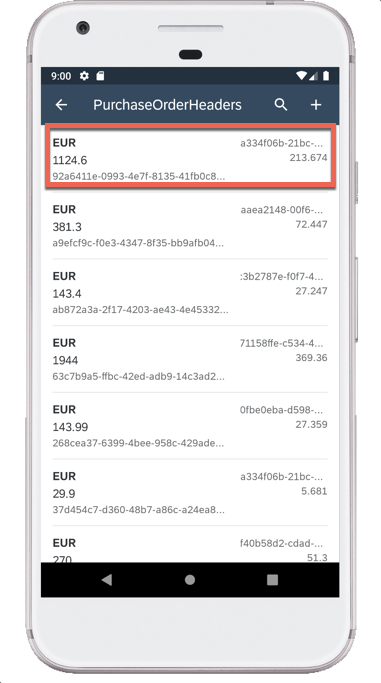 9:00
PurchaseOrderHeaders
EUR a334f06b-21bc-...
1124.6 213.674
92a6411e-0993-4e7f-8135-41fb0c8...
EUR aaea2148-00f6-...
381.3 72.447
a9efcf9c-f0e3-4347-8f35-bb9afb04...
EUR :3b2787e-f0f7-4...
143.4 27.247
ab872a3a-2f17-4203-ae43-4e45332...
EUR 71158ffe-c534-4...
1944 369.36
63c7b9a5-ffbc-42ed-adb9-14c3ad2...
EUR 0fbe0eba-d598-...
143.99 27.359
268cea37-6399-4bee-958c-429ade...
EUR a334f06b-21bc-...
29.9 5.681
37d454c7-d360-48b7-a86c-a24ea8...
EUR f40b58d2-cdad-...
270 51.3